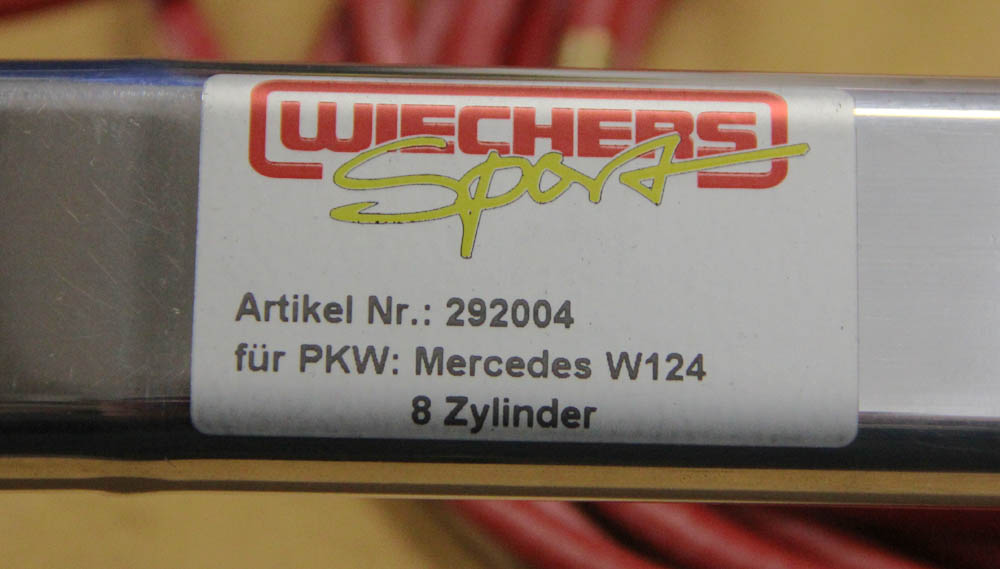 WIECHERS
Sport
Artikel Nr.: 292004
für PKW: Mercedes W124
8 Zylinder